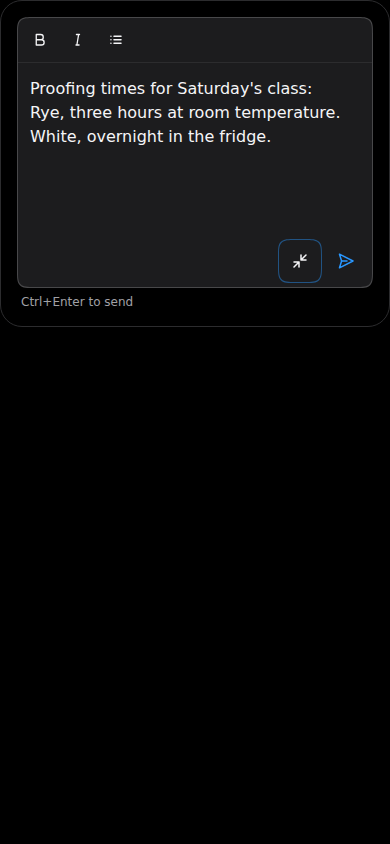 Proofing times for Saturday's class:
Rye, three hours at room temperature.
White, overnight in the fridge.
Ctrl+Enter to send